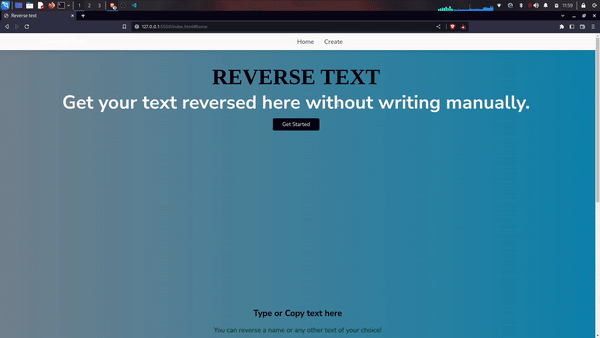 1 2 3
11:59
Reverse text
127.0.0.1:5500/index.html#home
Home Create
REVERSE TEXT
Get your text reversed here without writing manually.
Get Started
Type or Copy text here
You can reverse a name or any other text of your choice!